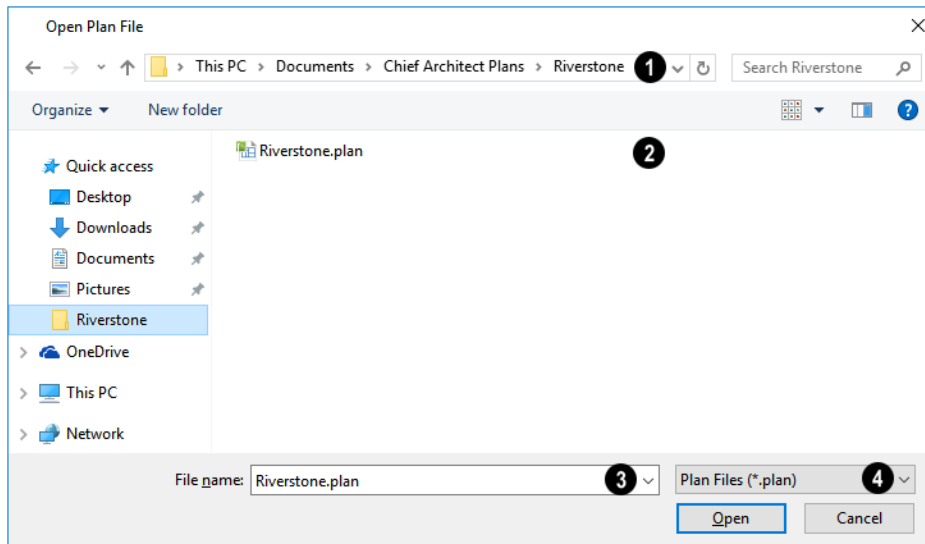 Open Plan File
This PC > Documents > Chief Architect Plans > Riverstone 1 Search Riverstone
Organize New folder ?
Riverstone.plan 2
Quick access
Desktop
Downloads
Documents
Pictures
Riverstone
OneDrive
This PC
Network
File name: Riverstone.plan 3 Plan Files (*.plan) 4
Open Cancel